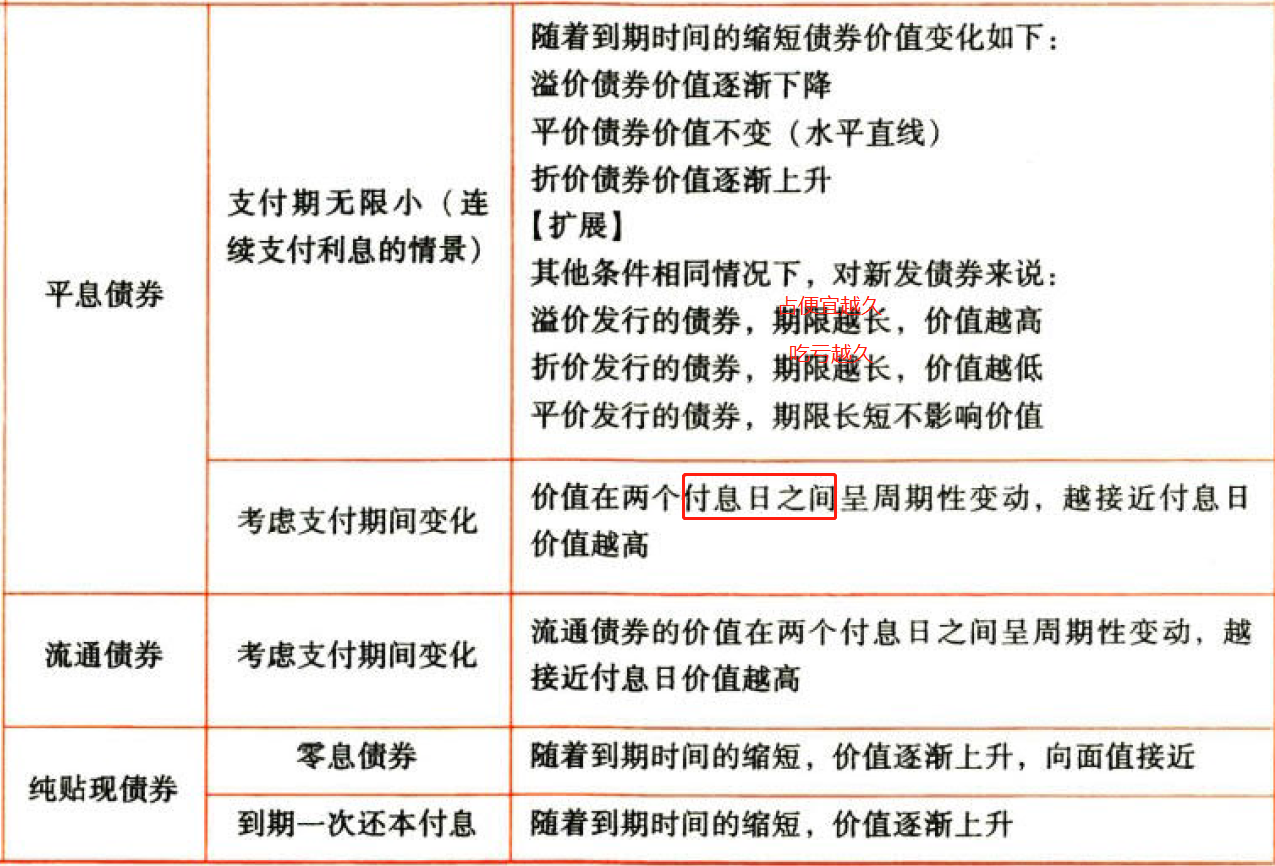 平息债券
支付期无限小（连
续支付利息的情景）
随着到期时间的缩短债券价值变化如下：
溢价债券价值逐渐下降
平价债券价值不变（水平直线）
折价债券价值逐渐上升
【扩展】
其他条件相同情况下，对新发债券来说：
占便宜越久
溢价发行的债券，期限越长，价值越高
吃亏越久
折价发行的债券，期限越长，价值越低
平价发行的债券，期限长短不影响价值
考虑支付期间变化
价值在两个付息日之间呈周期性变动，越接近付息日
价值越高
流通债券
考虑支付期间变化
流通债券的价值在两个付息日之间呈周期性变动，越
接近付息日价值越高
纯贴现债券
零息债券
随着到期时间的缩短，价值逐渐上升，向面值接近
到期一次还本付息
随着到期时间的缩短，价值逐渐上升